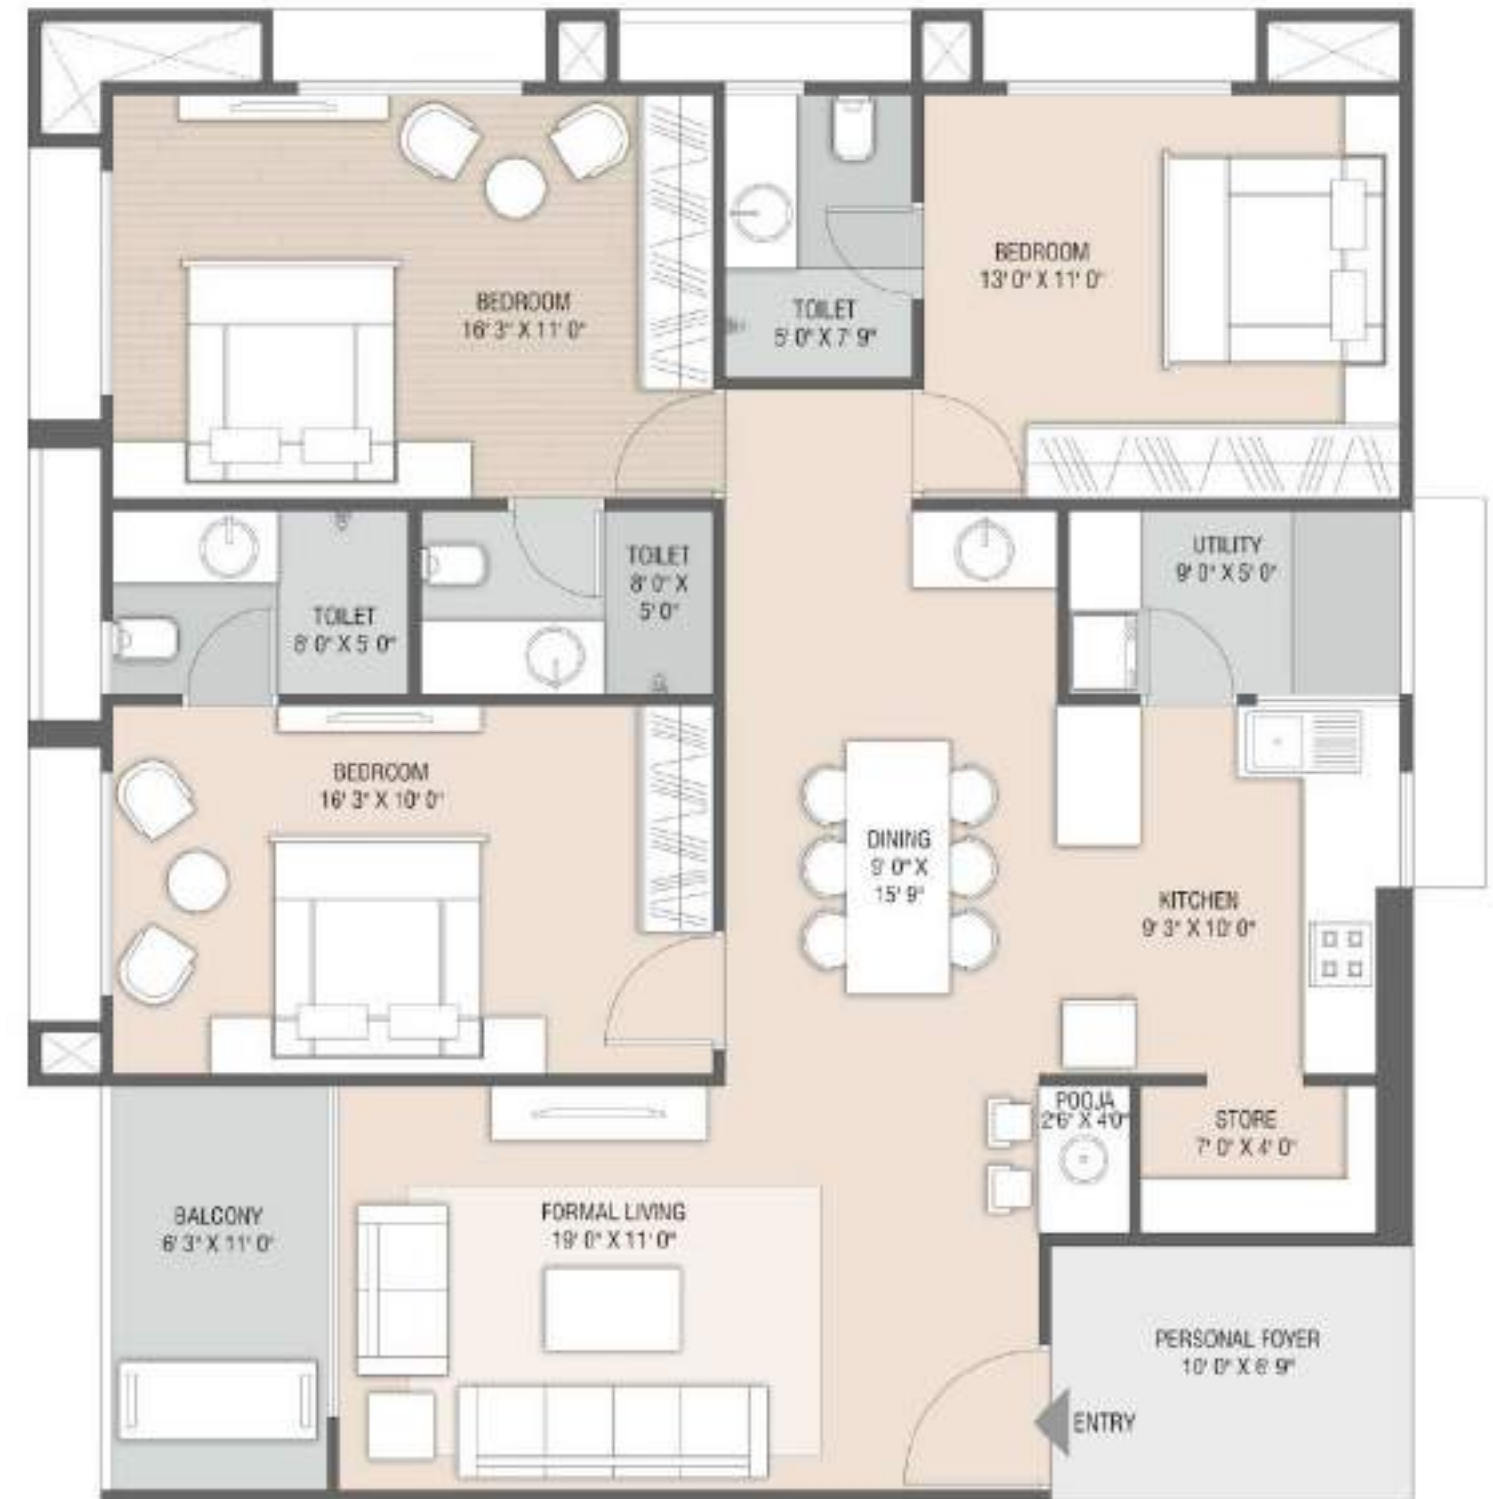 BEDROOM
16' 3" X 11' 0"
TOILET
5' 0" X 7' 9"
BEDROOM
13' 0" X 11' 0"
TOILET
8' 0" X 5' 0"
TOILET
8' 0" X
5' 0"
UTILITY
9' 0" X 5' 0"
BEDROOM
16' 3" X 10' 0"
DINING
9' 0" X
15' 9"
KITCHEN
9' 3" X 10' 0"
POOJA
2'6" X 4'0"
STORE
7' 0" X 4' 0"
BALCONY
6' 3" X 11' 0"
FORMAL LIVING
19' 0" X 11' 0"
PERSONAL FOYER
10' 0" X 6' 9"
ENTRY